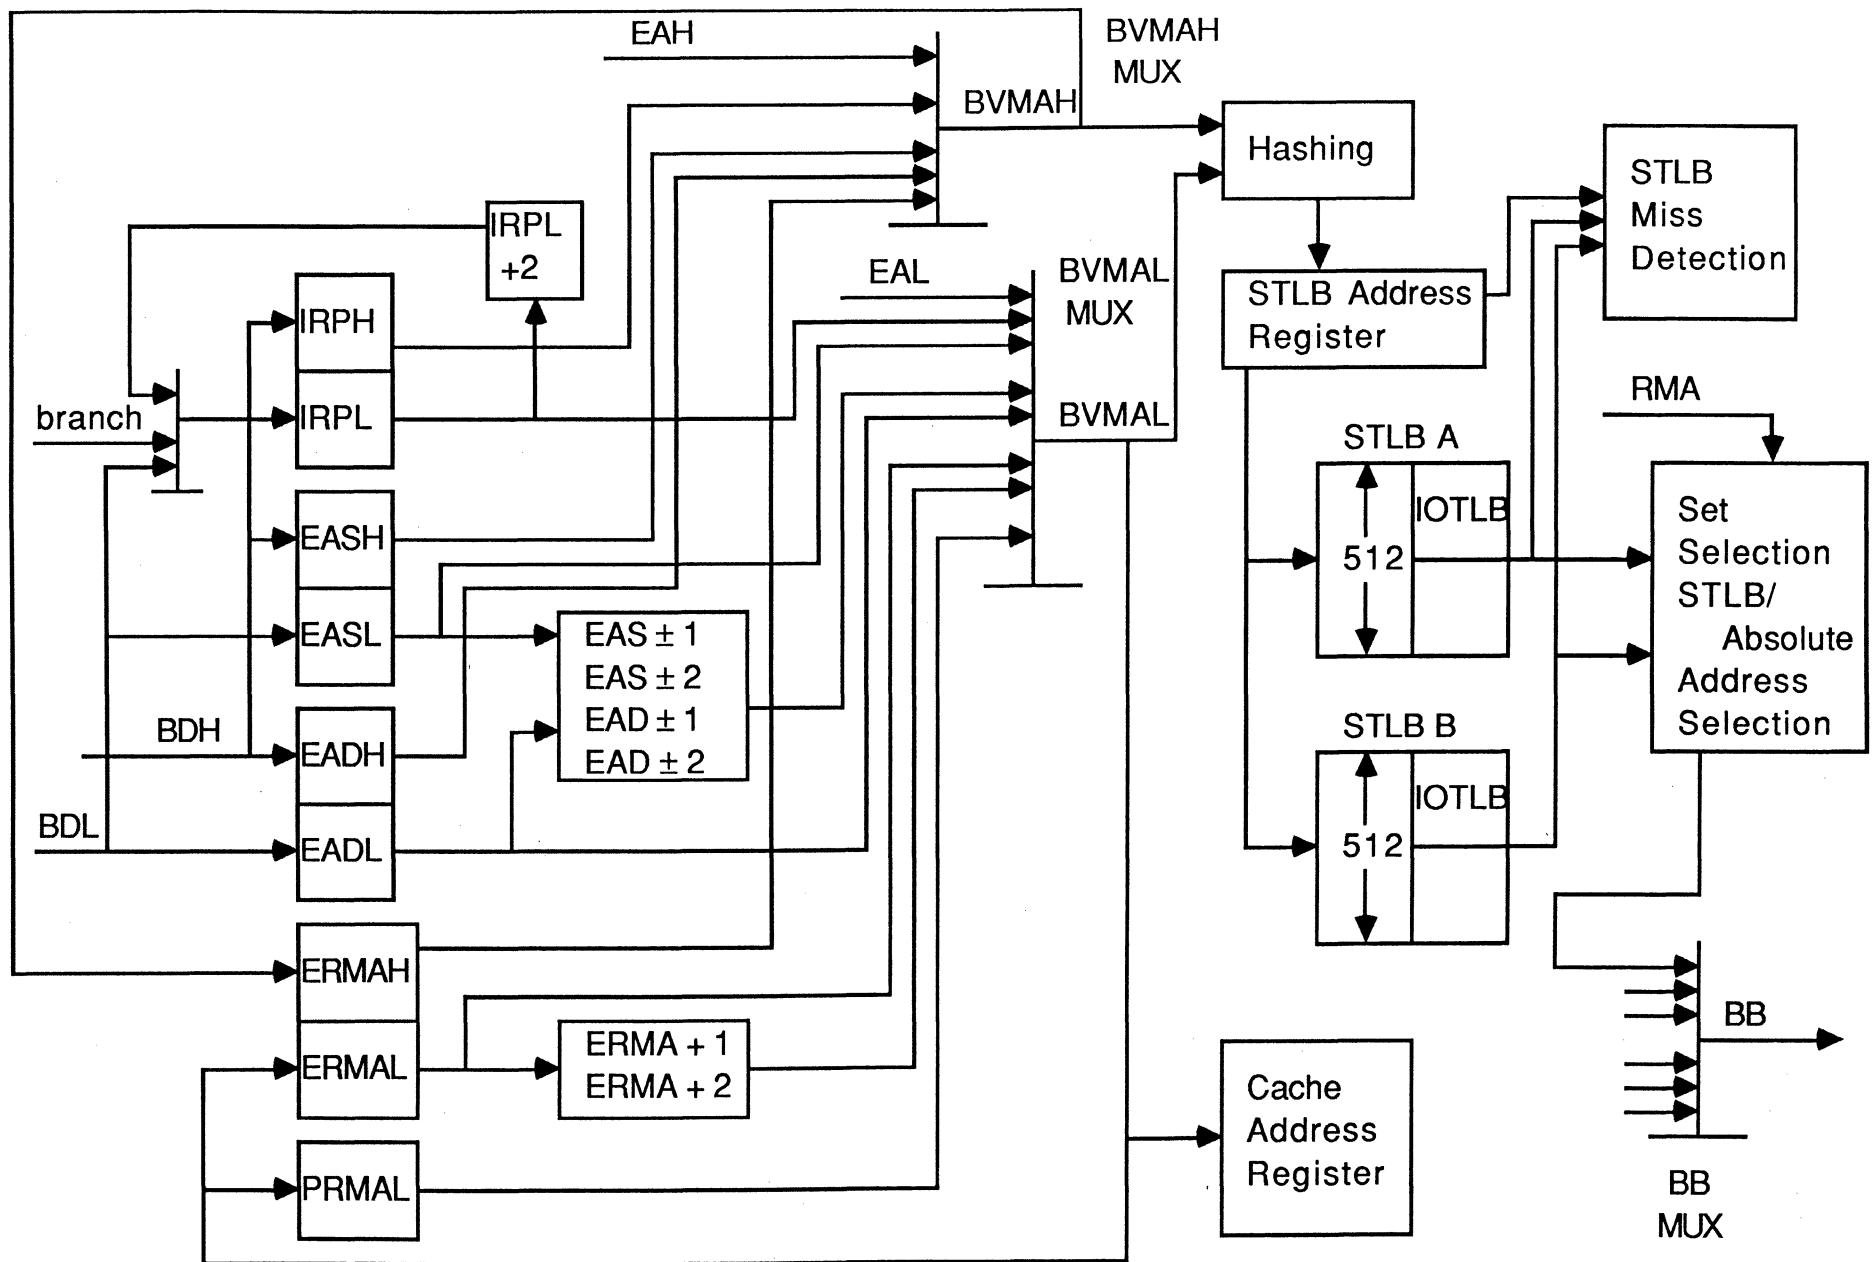 EAH
BVMAH
MUX
BVMAH
Hashing
STLB
Miss
Detection
IRPL
+2
EAL
BVMAL
MUX
STLB Address
Register
IRPH
branch
IRPL
BVMAL
RMA
STLB A
IOTLB
512
Set
Selection
STLB/
Absolute
Address
Selection
EASH
EASL
EAS ± 1
EAS ± 2
EAD ± 1
EAD ± 2
BDH
EADH
STLB B
IOTLB
512
BDL
EADL
ERMAH
ERMAL
ERMA + 1
ERMA + 2
PRMAL
Cache
Address
Register
BB
BB
MUX